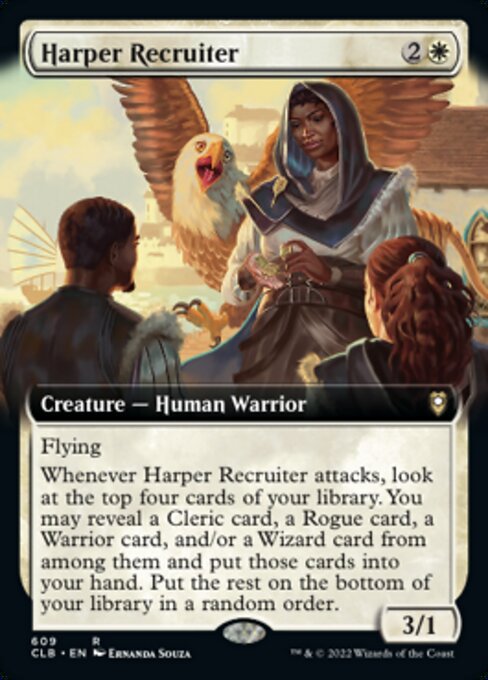 Harper Recruiter 2
Creature — Human Warrior
Flying
Whenever Harper Recruiter attacks, look
at the top four cards of your library. You
may reveal a Cleric card, a Rogue card, a
Warrior card, and/or a Wizard card from
among them and put those cards into
your hand. Put the rest on the bottom of
your library in a random order.
3/1
609 R
CLB • EN Ernanda Souza
™ & © 2022 Wizards of the Coast